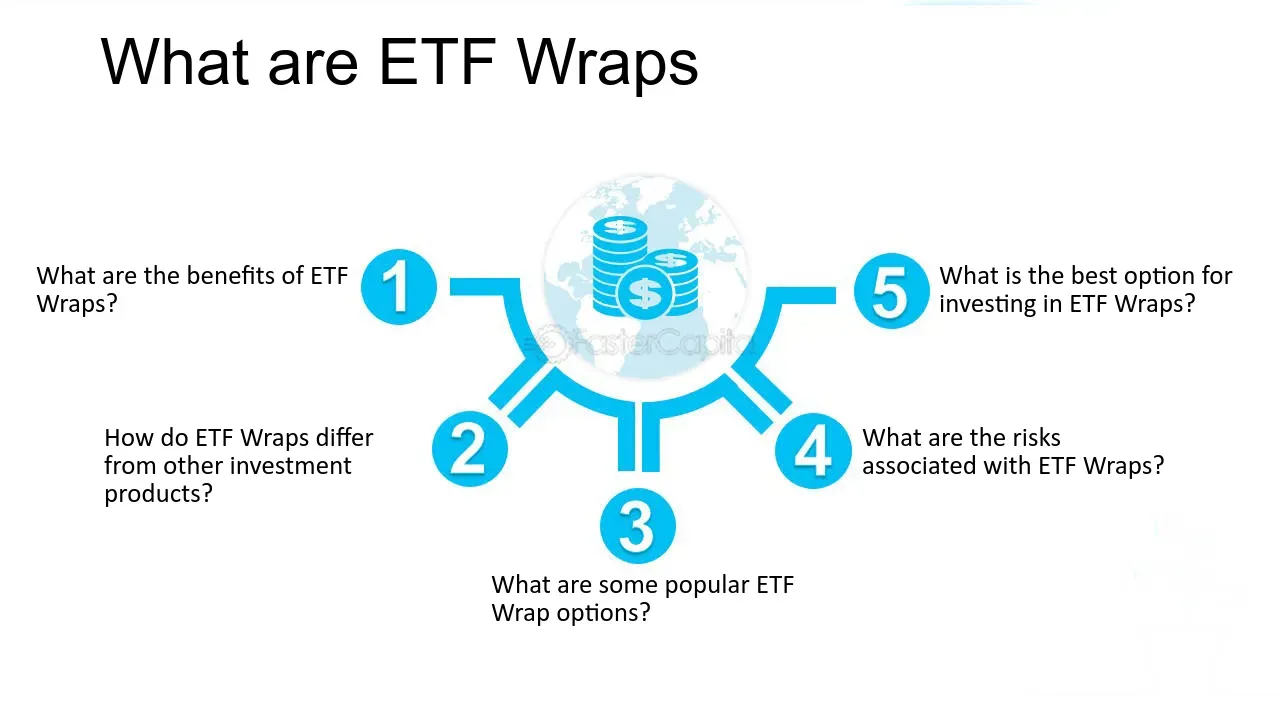 What are ETF Wraps
1
What are the benefits of ETF
Wraps?
2
How do ETF Wraps differ
from other investment
products?
3
What are some popular ETF
Wrap options?
4
What are the risks
associated with ETF Wraps?
5
What is the best option for
investing in ETF Wraps?
$
$
$
FasterCapital